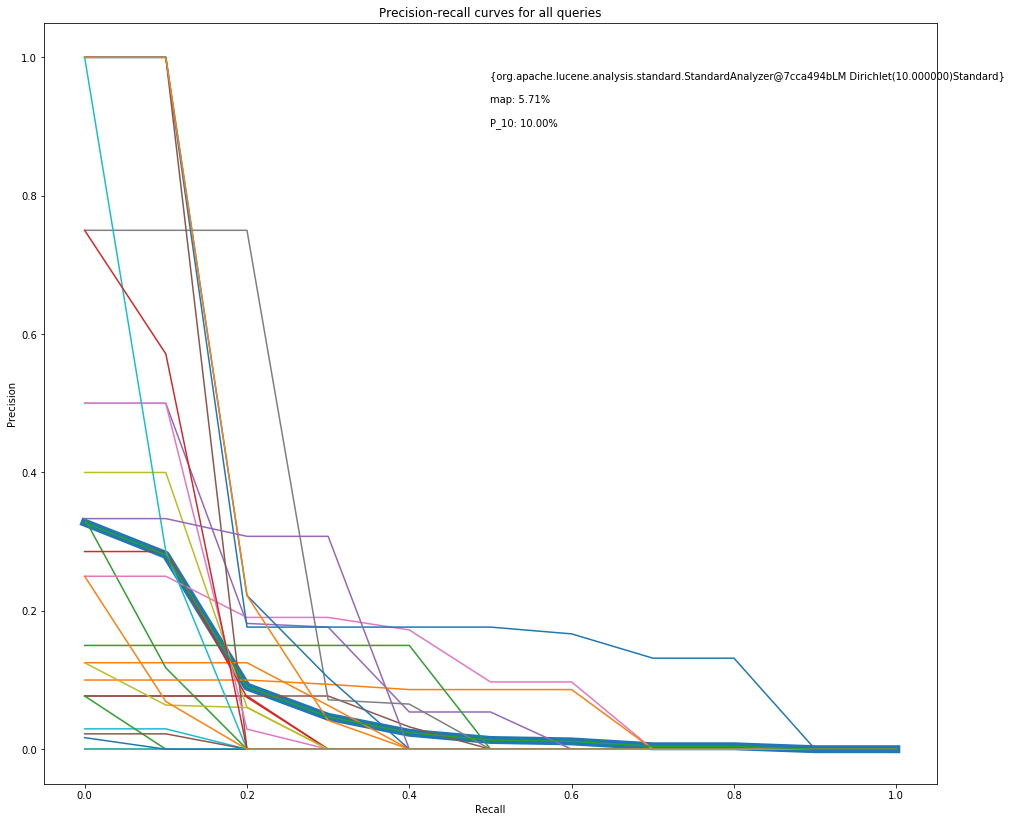 Precision-recall curves for all queries
{org.apache.lucene.analysis.standard.StandardAnalyzer@7cca494bLM Dirichlet(10.000000)Standard}
map: 5.71%
P_10: 10.00%
Precision
1.0
0.8
0.6
0.4
0.2
0.0
0.0 0.2 0.4 0.6 0.8 1.0
Recall